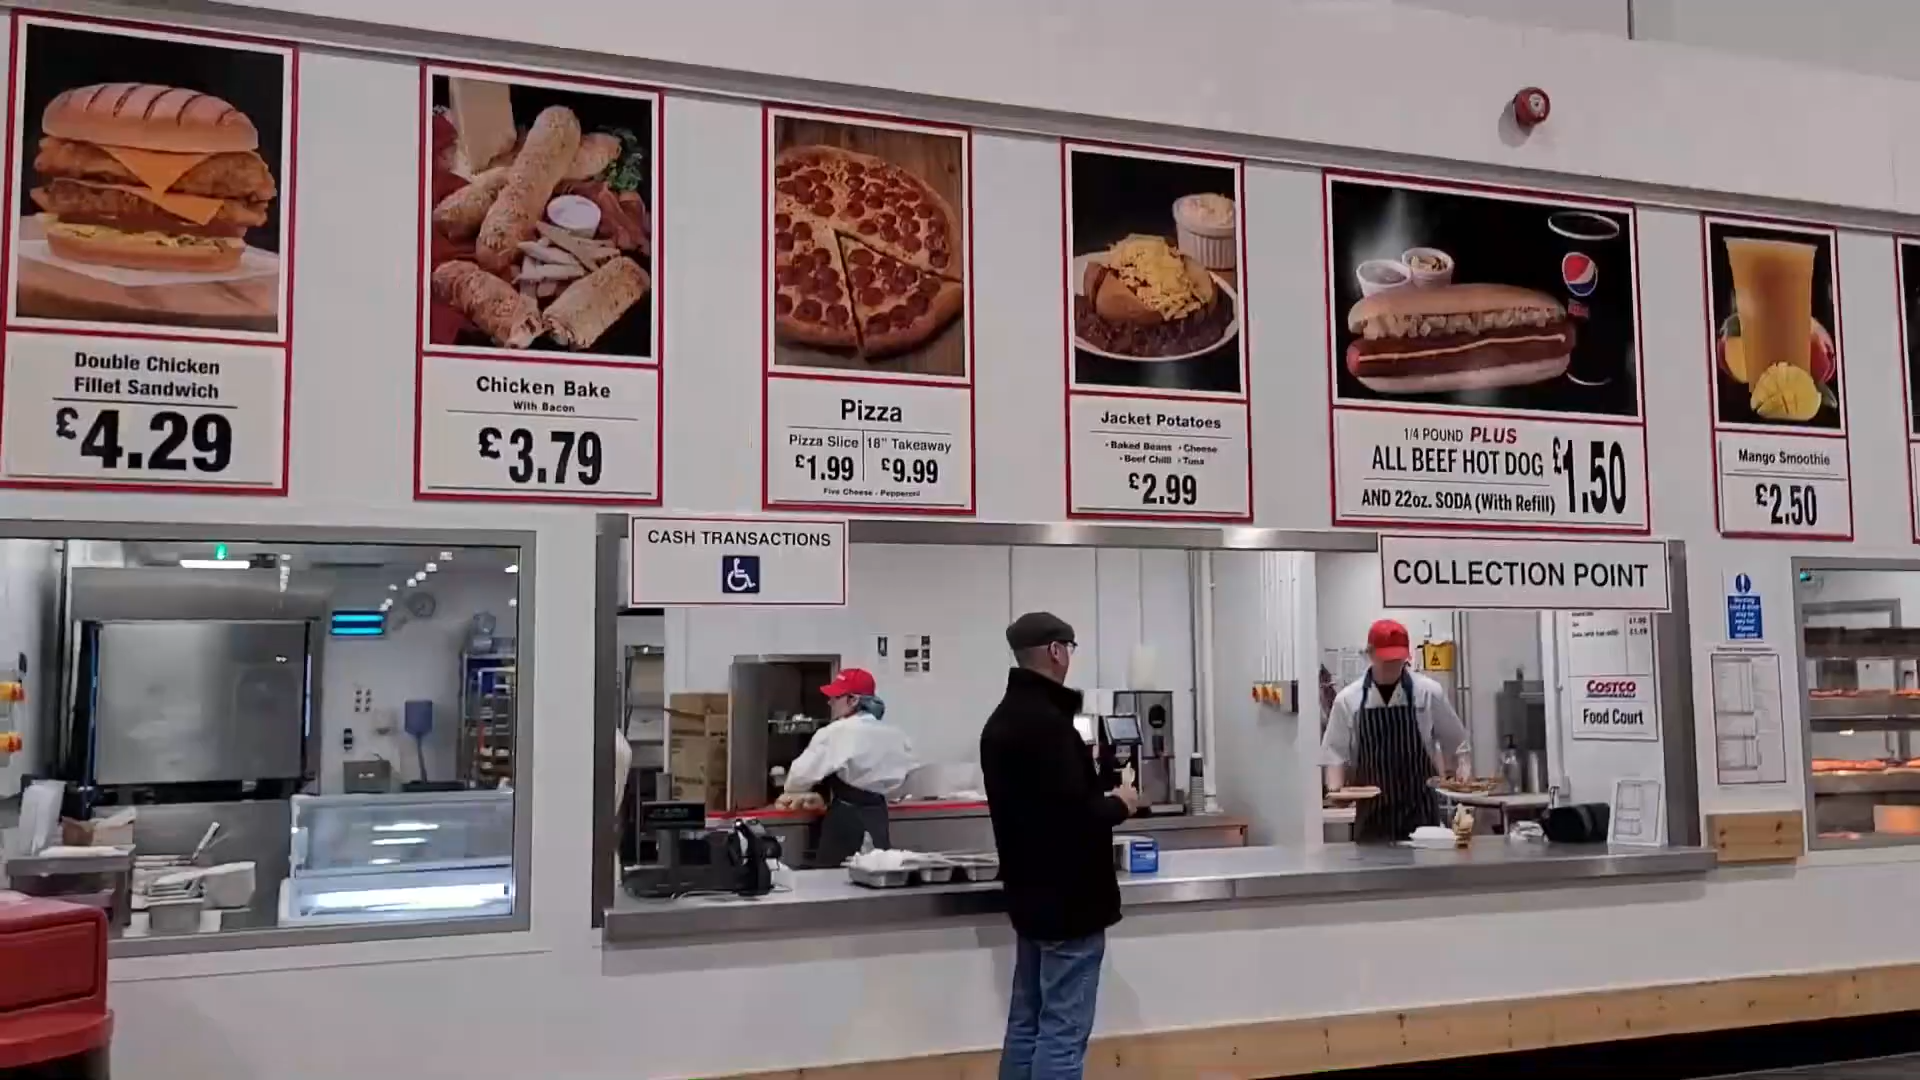 Double Chicken
Fillet Sandwich
£4.29
Chicken Bake
With Bacon
£3.79
Pizza
Pizza Slice
£1.99
18" Takeaway
£9.99
Five Cheese - Pepperoni
Jacket Potatoes
• Baked Beans • Cheese
• Beef Chilli • Tuna
£2.99
1/4 POUND PLUS
ALL BEEF HOT DOG
AND 22oz. SODA (With Refill)
£1.50
Mango Smoothie
£2.50
CASH TRANSACTIONS
COLLECTION POINT
COSTCO
Food Court